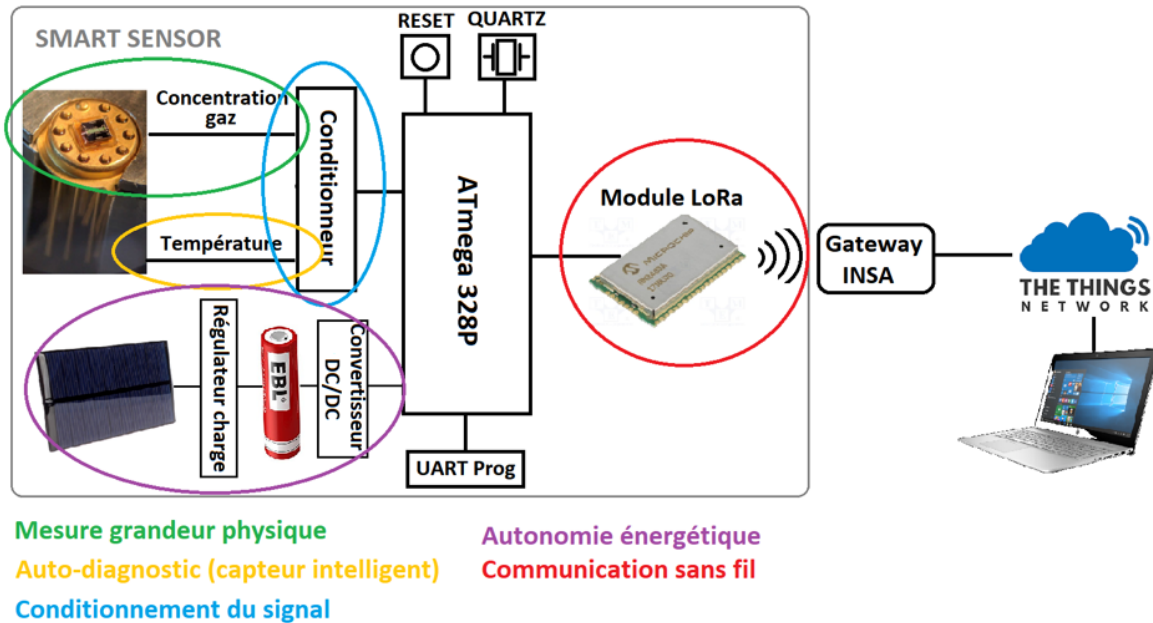 SMART SENSOR
RESET
QUARTZ
Concentration
gaz
Température
Conditionneur
ATmega 328P
Module LoRa
MICROCHIP
Gateway
INSA
THE THINGS
NETWORK
Régulateur charge
EBL
Convertisseur
DC/DC
UART Prog
Mesure grandeur physique
Auto-diagnostic (capteur intelligent)
Conditionnement du signal
Autonomie énergétique
Communication sans fil